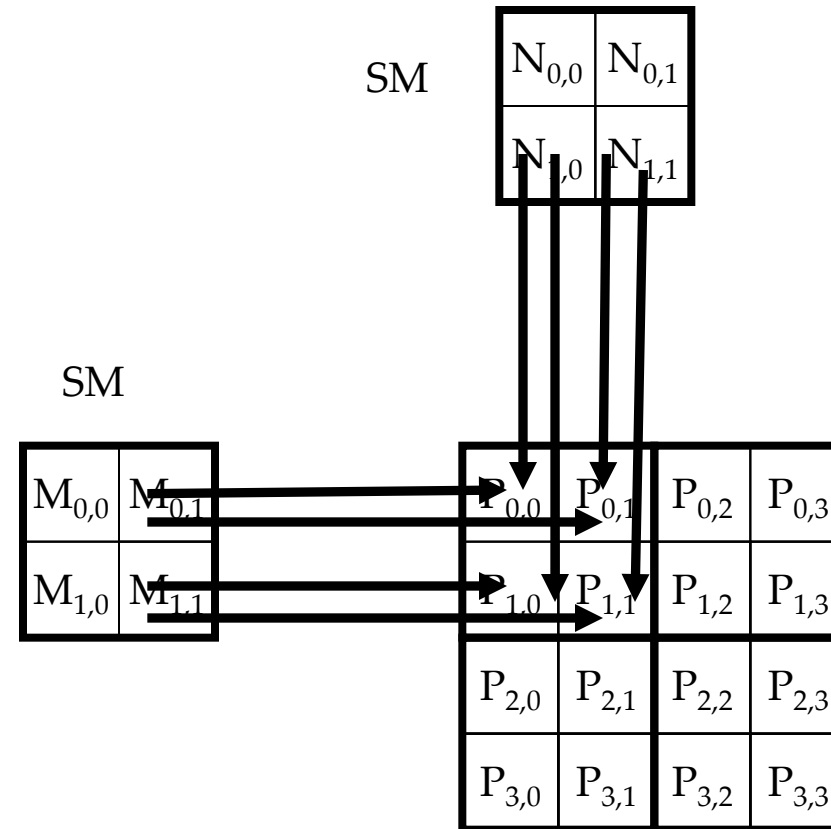 SM
N0,0 N0,1
N1,0 N1,1
SM
M0,0 M0,1
M1,0 M1,1
P0,0 P0,1 P0,2 P0,3
P1,0 P1,1 P1,2 P1,3
P2,0 P2,1 P2,2 P2,3
P3,0 P3,1 P3,2 P3,3